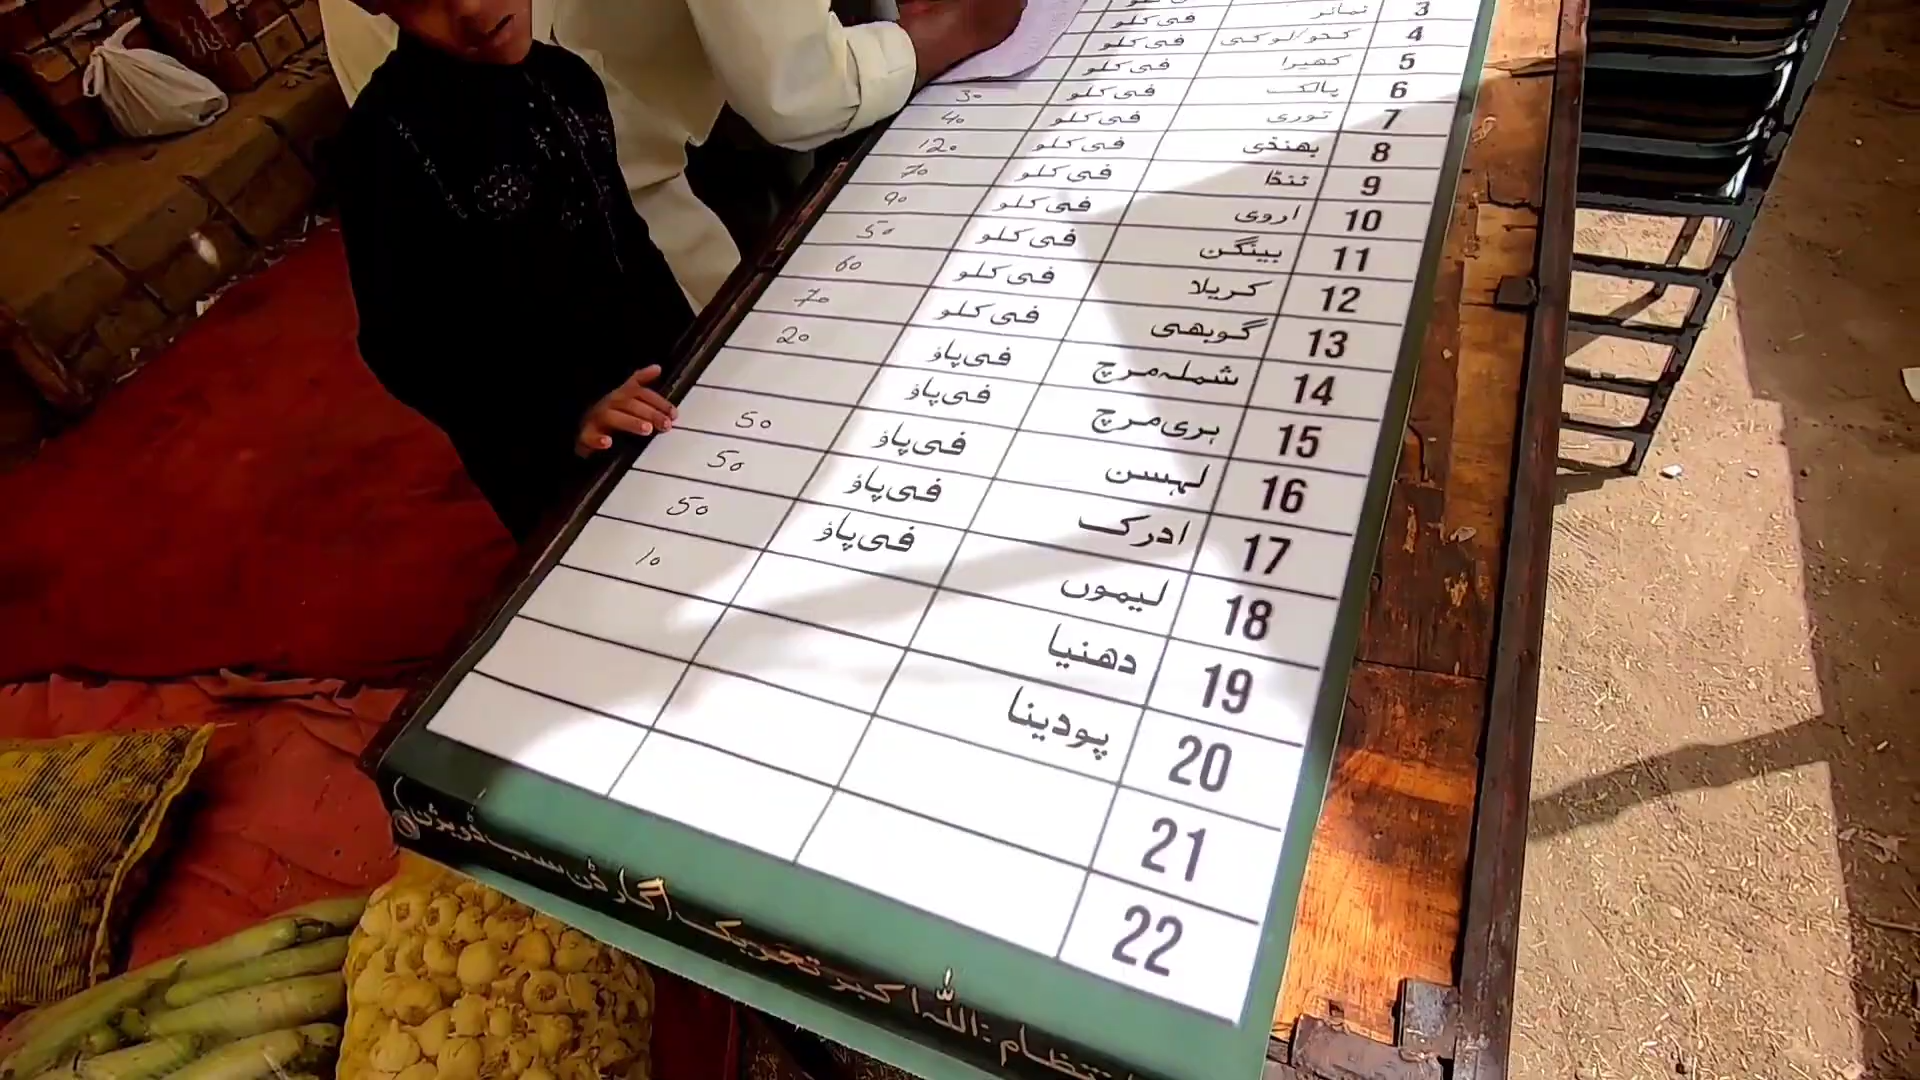 3 ٹماٹر فی کلو
4 کدو/لوکی فی کلو
5 کھیرا فی کلو
6 پالک فی کلو 30
7 توری فی کلو 40
8 بھنڈی فی کلو 120
9 ٹنڈا فی کلو 70
10 اروی فی کلو 90
11 بینگن فی کلو 50
12 کریلا فی کلو 60
13 گوبھی فی کلو 70
14 شملہ مرچ فی پاؤ 20
15 ہری مرچ فی پاؤ
16 لہسن فی پاؤ 50
17 ادرک فی پاؤ 50
18 لیموں فی پاؤ 50
19 دھنیا 10
20 پودینا
21
22
انتظام: اللہ اکبر تحریک گارڈن سب ڈویژن